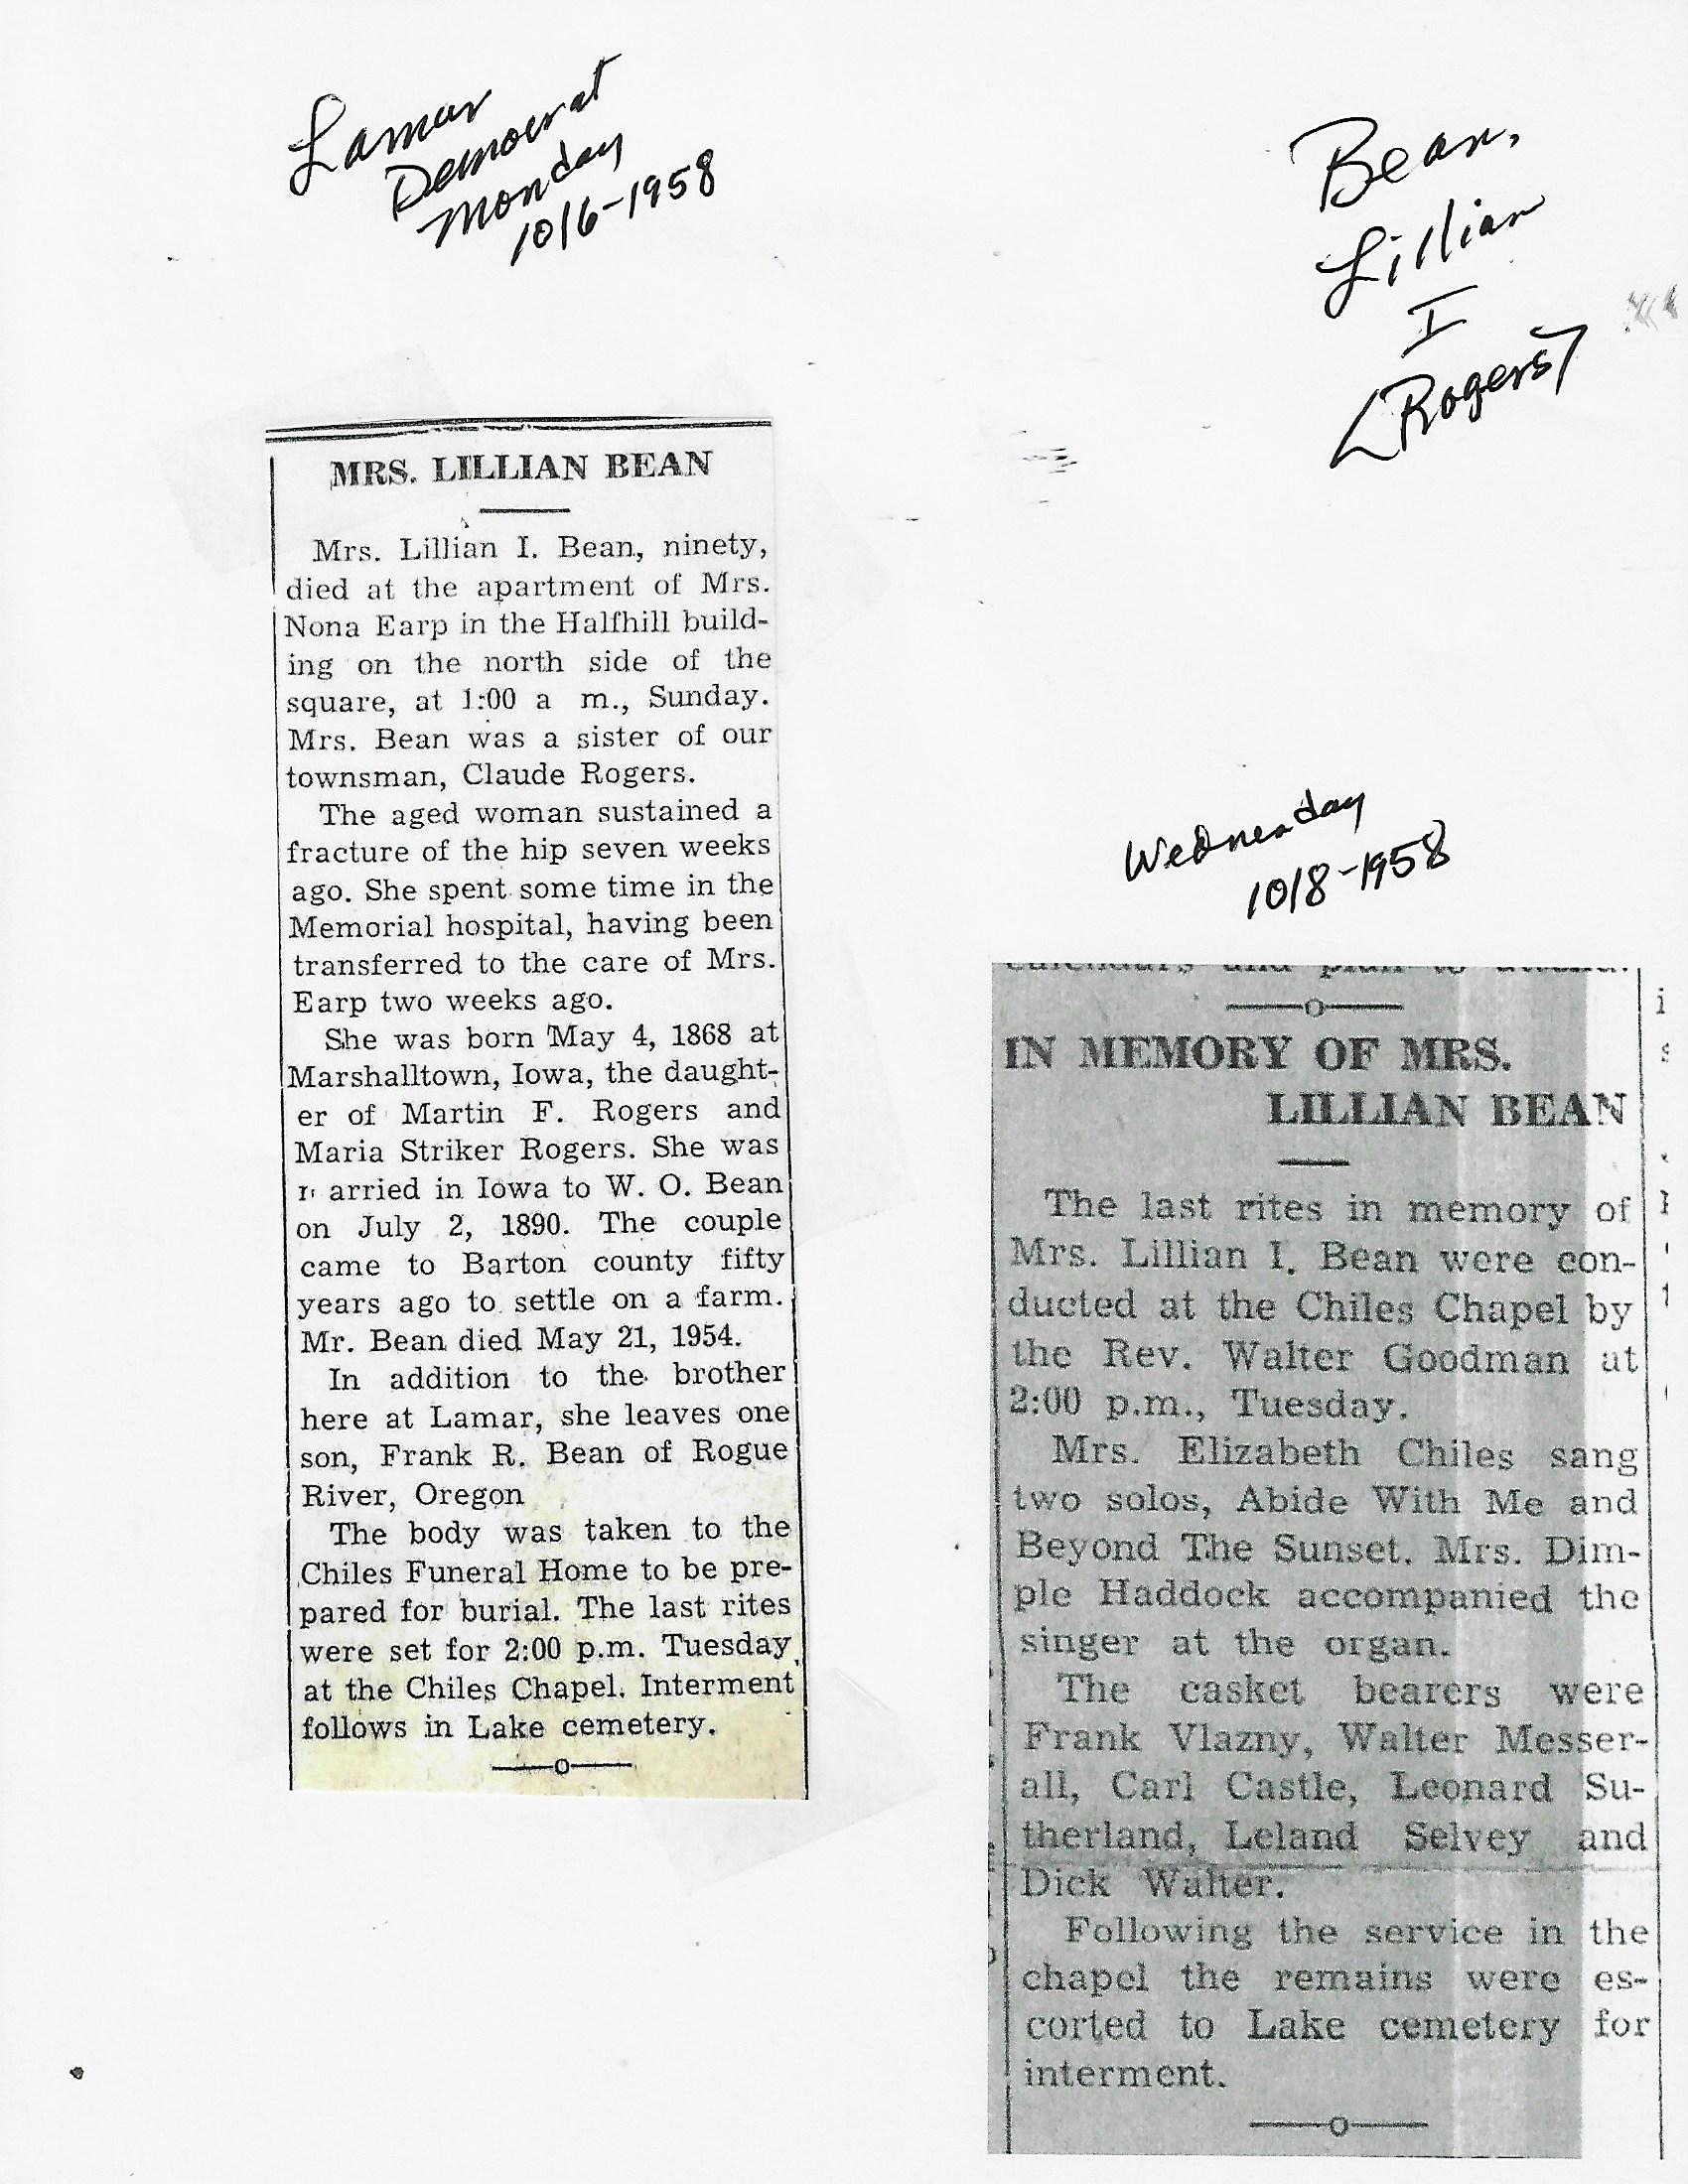 Lamar
Democrat
Monday
10/6-1958
Bean,
Lillian
I
<Rogers>
MRS. LILLIAN BEAN
Mrs. Lillian I. Bean, ninety,
died at the apartment of Mrs.
Nona Earp in the Halfhill build-
ing on the north side of the
square, at 1:00 a m., Sunday.
Mrs. Bean was a sister of our
townsman, Claude Rogers.
The aged woman sustained a
fracture of the hip seven weeks
ago. She spent some time in the
Memorial hospital, having been
transferred to the care of Mrs.
Earp two weeks ago.
She was born May 4, 1868 at
Marshalltown, Iowa, the daught-
er of Martin F. Rogers and
Maria Striker Rogers. She was
arried in Iowa to W. O. Bean
on July 2, 1890. The couple
came to Barton county fifty
years ago to settle on a farm.
Mr. Bean died May 21, 1954.
In addition to the brother
here at Lamar, she leaves one
son, Frank R. Bean of Rogue
River, Oregon
The body was taken to the
Chiles Funeral Home to be pre-
pared for burial. The last rites
were set for 2:00 p.m. Tuesday
at the Chiles Chapel. Interment
follows in Lake cemetery.
Wednesday
10/8-1958
calendars and plan to attend.
IN MEMORY OF MRS.
LILLIAN BEAN
The last rites in memory of
Mrs. Lillian I. Bean were con-
ducted at the Chiles Chapel by
the Rev. Walter Goodman at
2:00 p.m., Tuesday.
Mrs. Elizabeth Chiles sang
two solos, Abide With Me and
Beyond The Sunset. Mrs. Dim-
ple Haddock accompanied the
singer at the organ.
The casket bearers were
Frank Vlazny, Walter Messer-
all, Carl Castle, Leonard Su-
therland, Leland Selvey and
Dick Walter.
Following the service in the
chapel the remains were es-
corted to Lake cemetery for
interment.